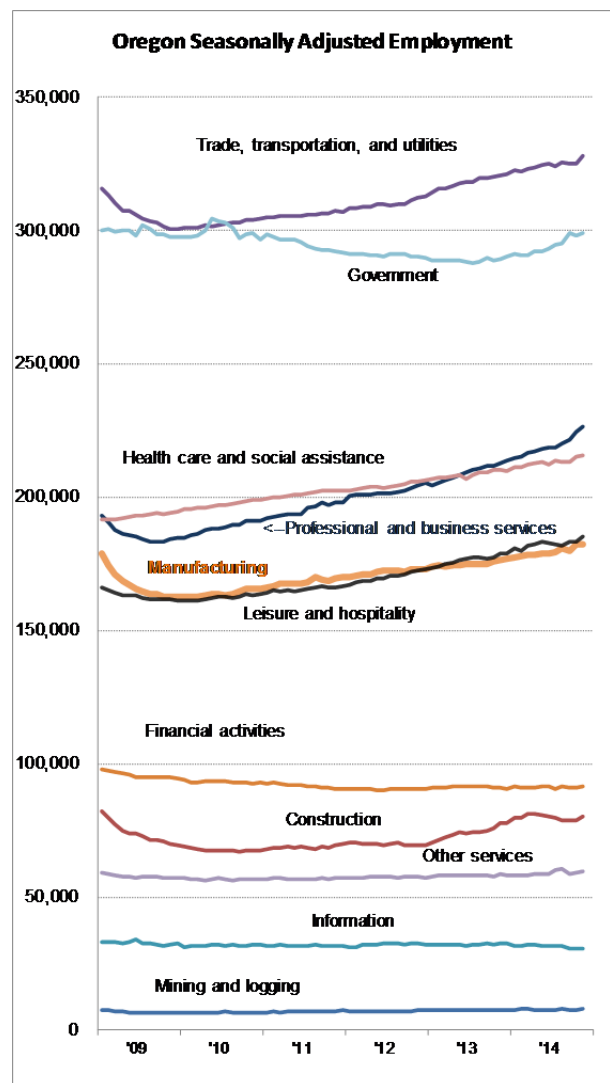 Oregon Seasonally Adjusted Employment
350,000
Trade, transportation, and utilities
300,000
Government
250,000
Health care and social assistance
200,000
<--Professional and business services
Manufacturing
Leisure and hospitality
150,000
Financial activities
100,000
Construction
Other services
50,000
Information
Mining and logging
0
'09 '10 '11 '12 '13 '14